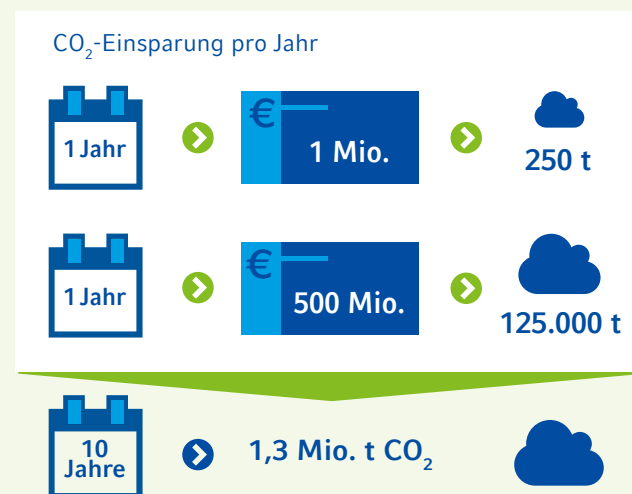 CO₂-Einsparung pro Jahr
1 Jahr
€
1 Mio.
250 t
1 Jahr
€
500 Mio.
125.000 t
10
Jahre
1,3 Mio. t CO₂